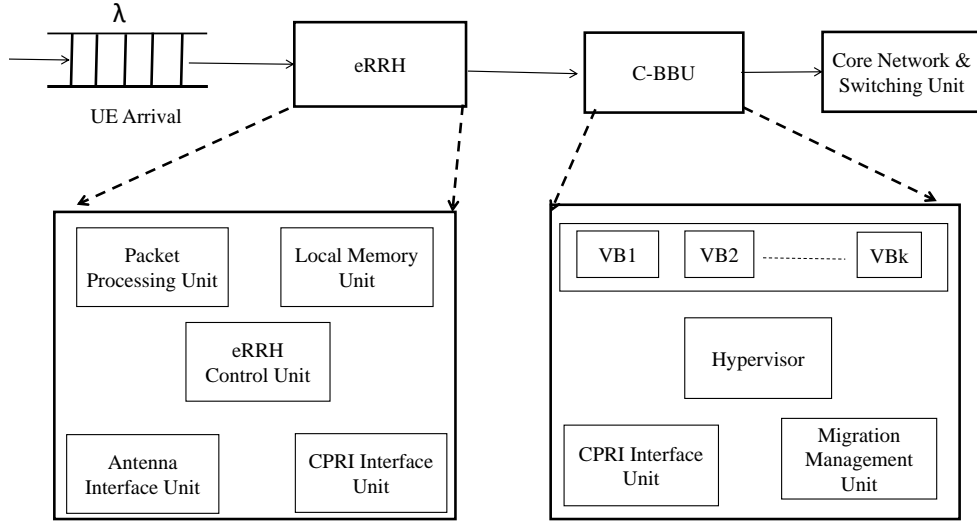 λ
UE Arrival
eRRH
C-BBU
Core Network &
Switching Unit
Packet
Processing Unit
Local Memory
Unit
eRRH
Control Unit
Antenna
Interface Unit
CPRI Interface
Unit
VB1
VB2
VBk
Hypervisor
CPRI Interface
Unit
Migration
Management
Unit